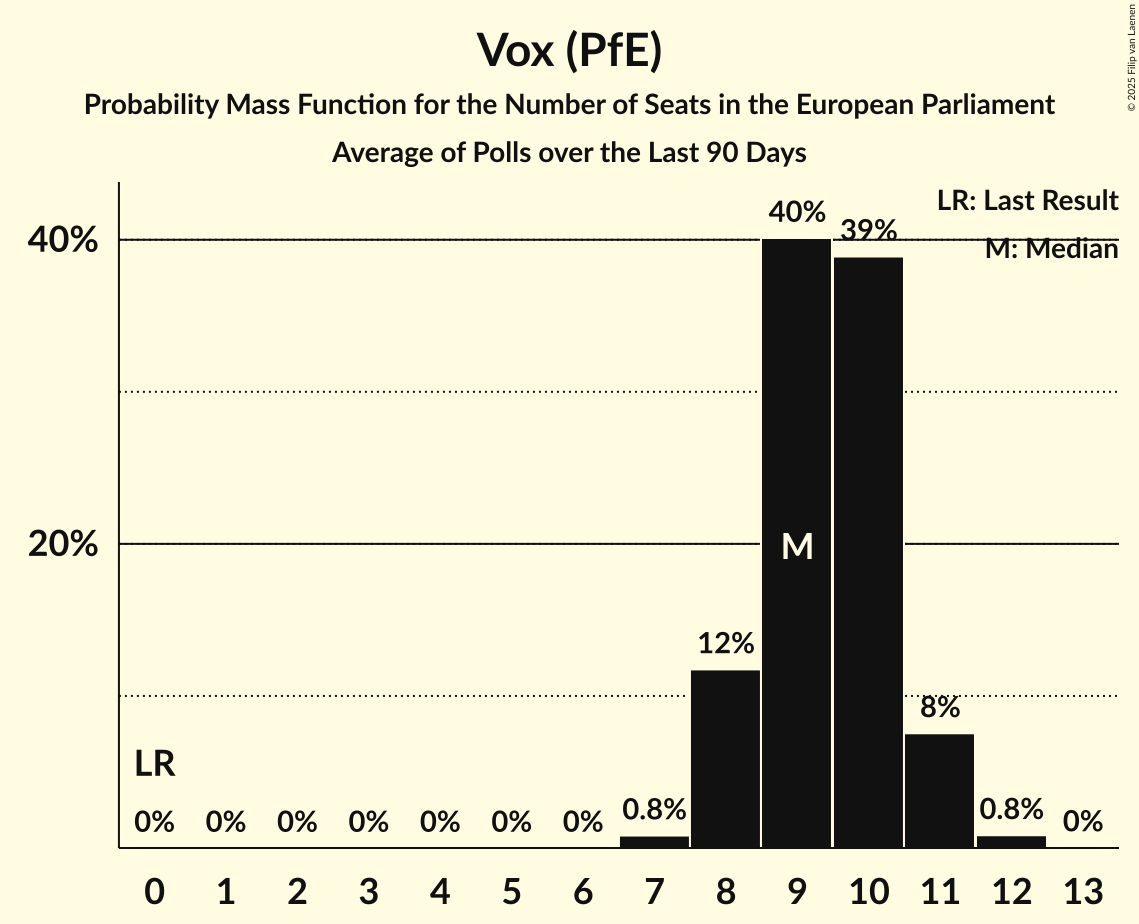 Vox (PfE)
Probability Mass Function for the Number of Seats in the European Parliament
Average of Polls over the Last 90 Days
© 2025 Filip van Laenen
LR: Last Result
M: Median
40%
20%
LR
M
0% 0% 0% 0% 0% 0% 0% 0.8% 12% 40% 39% 8% 0.8% 0%
0 1 2 3 4 5 6 7 8 9 10 11 12 13